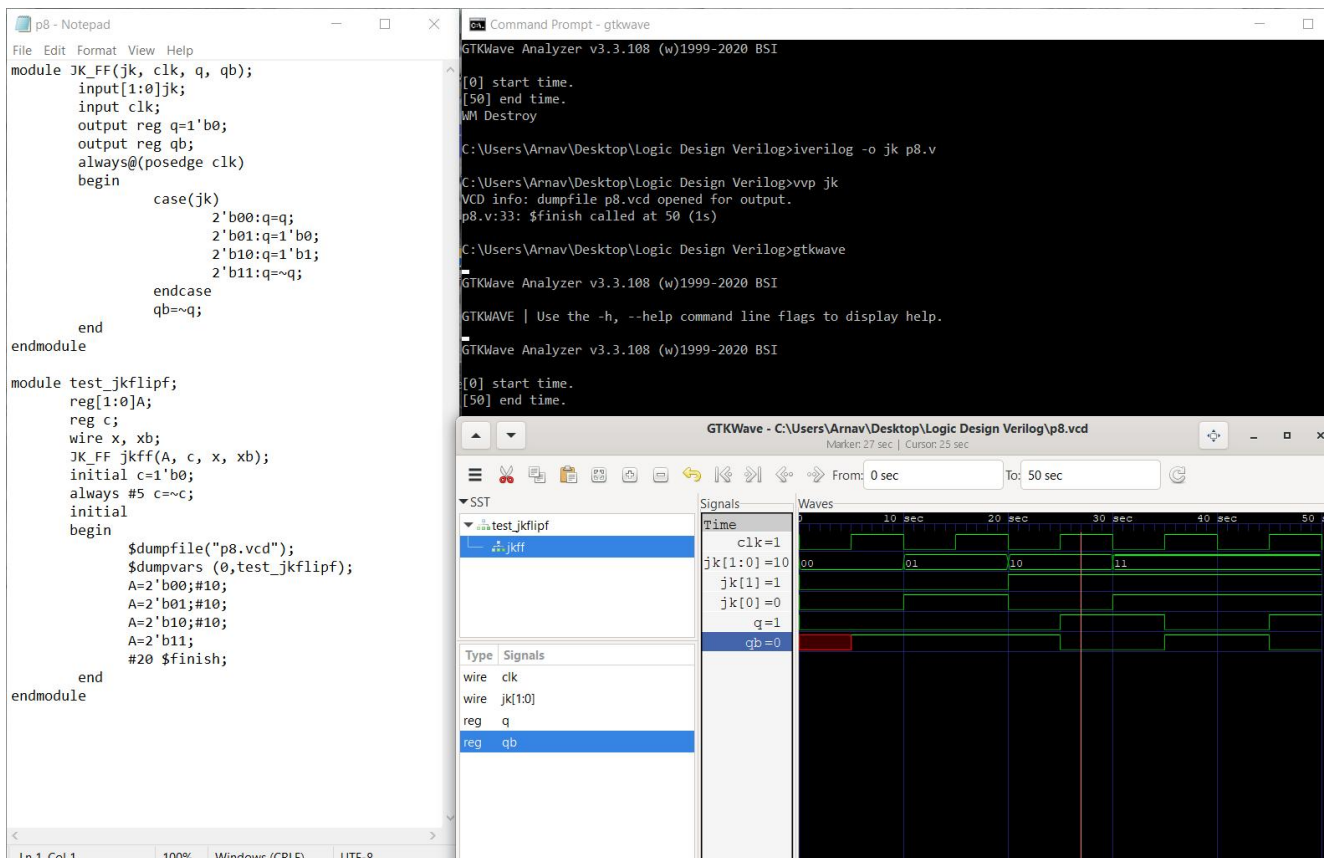 p8 - Notepad
File Edit Format View Help
module JK_FF(jk, clk, q, qb);
input[1:0]jk;
input clk;
output reg q=1'b0;
output reg qb;
always@(posedge clk)
begin
case(jk)
2'b00:q=q;
2'b01:q=1'b0;
2'b10:q=1'b1;
2'b11:q=~q;
endcase
qb=~q;
end
endmodule
module test_jkflipf;
reg[1:0]A;
reg c;
wire x, xb;
JK_FF jkff(A, c, x, xb);
initial c=1'b0;
always #5 c=~c;
initial
begin
$dumpfile("p8.vcd");
$dumpvars (0,test_jkflipf);
A=2'b00;#10;
A=2'b01;#10;
A=2'b10;#10;
A=2'b11;
#20 $finish;
end
endmodule
Ln 1, Col 1 100% Windows (CRLF) UTF-8
Command Prompt - gtkwave
GTKWave Analyzer v3.3.108 (w)1999-2020 BSI
[0] start time.
[50] end time.
WM Destroy
C:\Users\Arnav\Desktop\Logic Design Verilog>iverilog -o jk p8.v
C:\Users\Arnav\Desktop\Logic Design Verilog>vvp jk
VCD info: dumpfile p8.vcd opened for output.
p8.v:33: $finish called at 50 (1s)
C:\Users\Arnav\Desktop\Logic Design Verilog>gtkwave
GTKWave Analyzer v3.3.108 (w)1999-2020 BSI
GTKWAVE | Use the -h, --help command line flags to display help.
GTKWave Analyzer v3.3.108 (w)1999-2020 BSI
[0] start time.
[50] end time.
GTKWave - C:\Users\Arnav\Desktop\Logic Design Verilog\p8.vcd
Marker: 27 sec | Cursor: 25 sec
From: 0 sec To: 50 sec
SST
test_jkflipf
jkff
Type Signals
wire clk
wire jk[1:0]
reg q
reg qb
Signals
Time
clk=1
jk[1:0]=10
jk[1]=1
jk[0]=0
q=1
qb=0
Waves
0 10 sec 20 sec 30 sec 40 sec 50
00 01 10 11